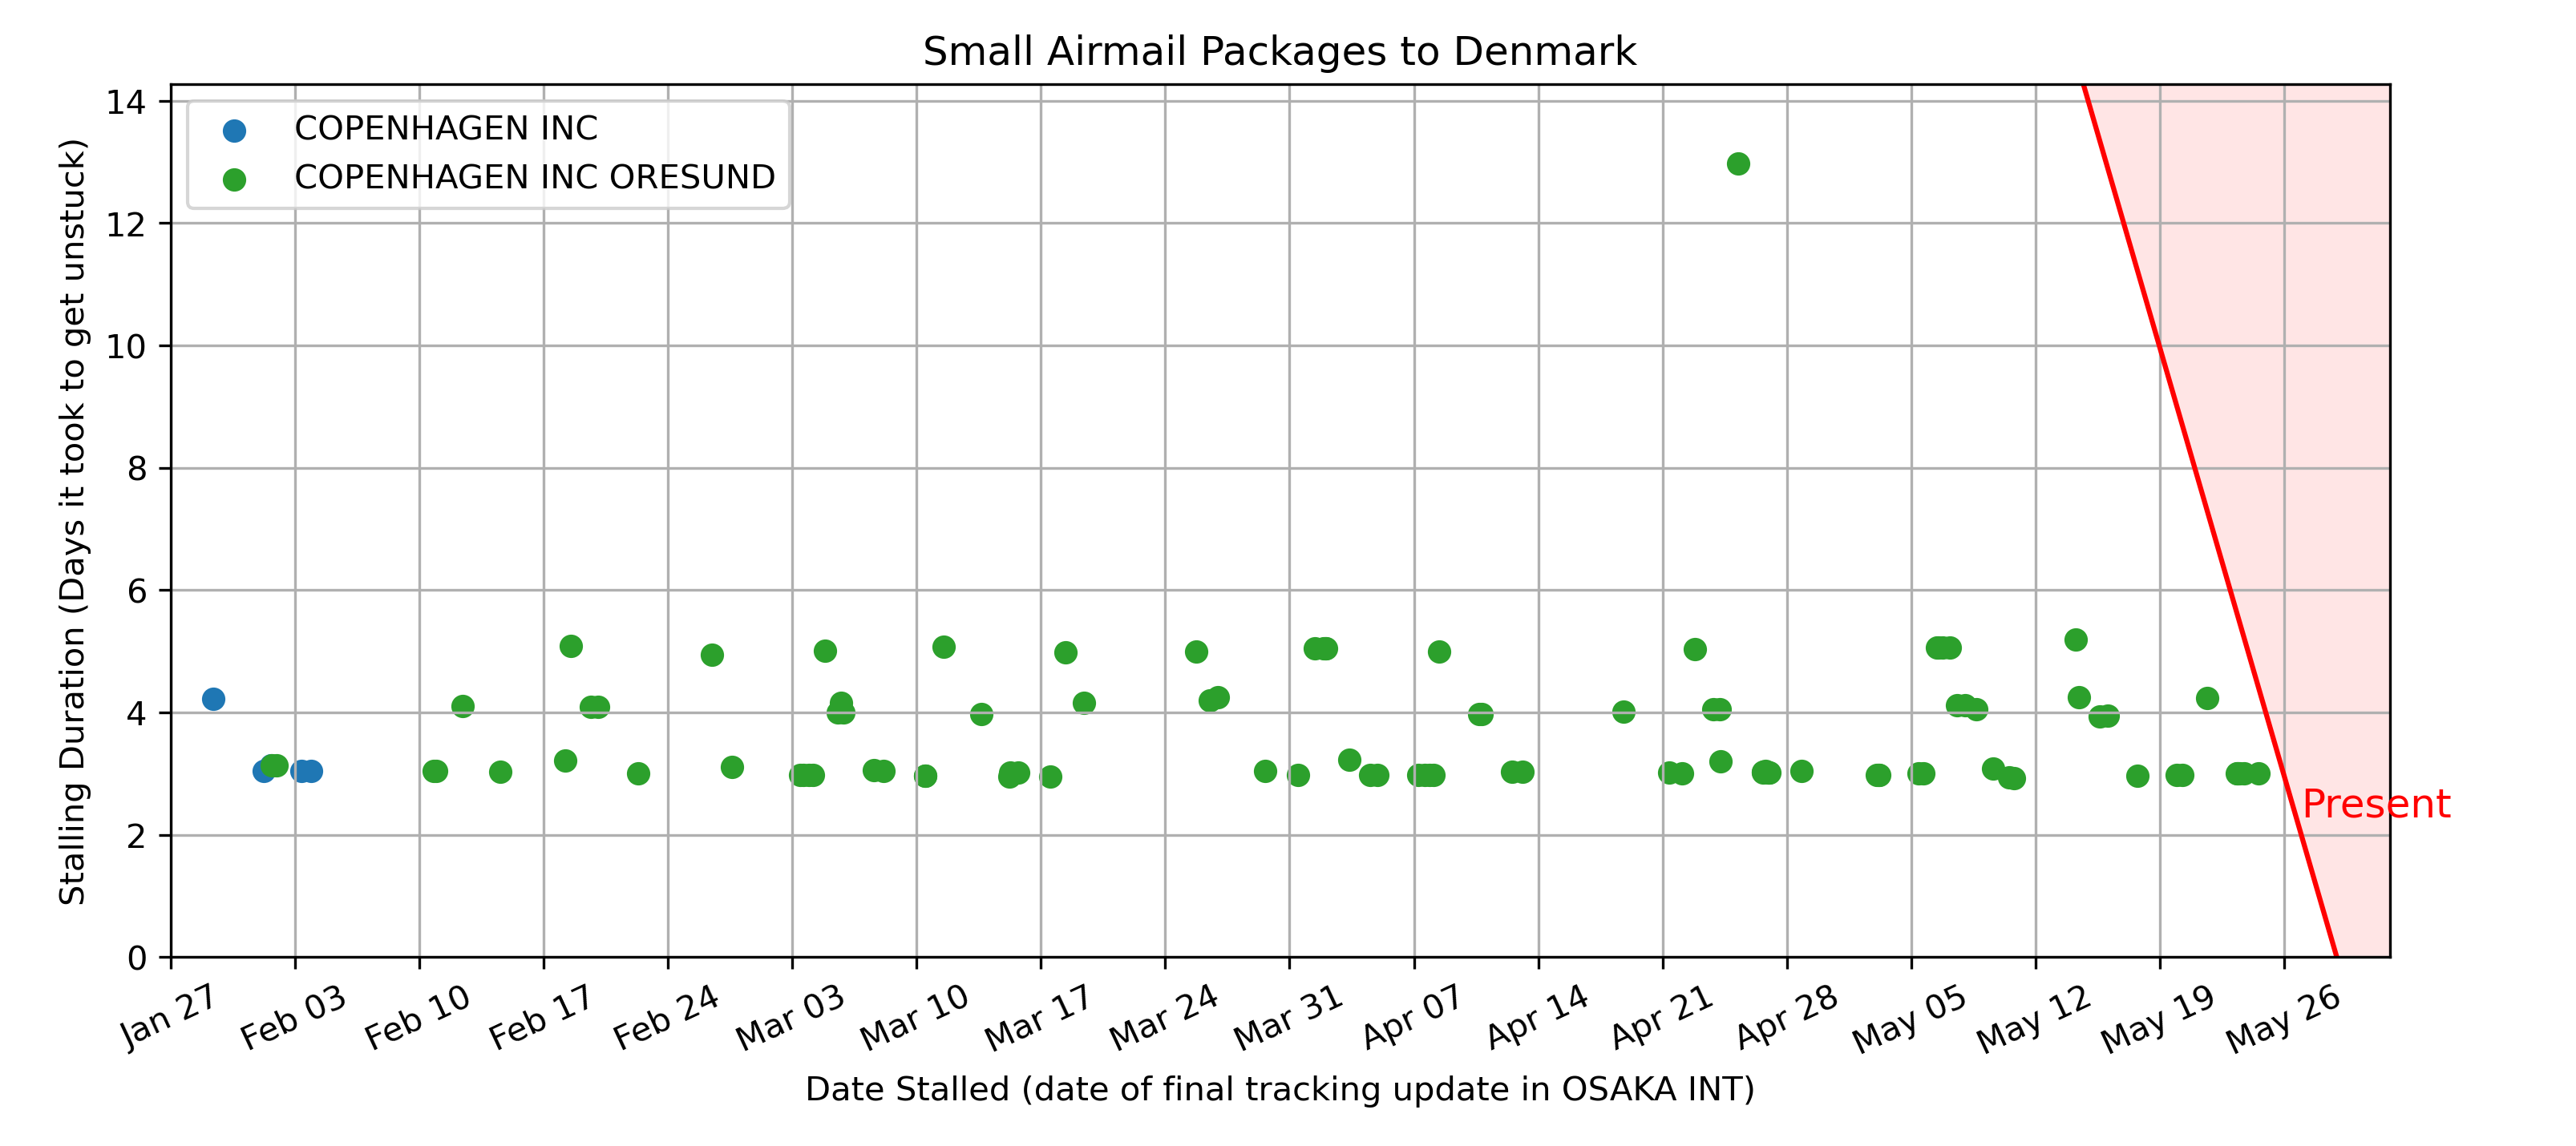 Small Airmail Packages to Denmark
COPENHAGEN INC
COPENHAGEN INC ORESUND
Stalling Duration (Days it took to get unstuck)
14
12
10
8
6
4
2
0
Present
Jan 27
Feb 03
Feb 10
Feb 17
Feb 24
Mar 03
Mar 10
Mar 17
Mar 24
Mar 31
Apr 07
Apr 14
Apr 21
Apr 28
May 05
May 12
May 19
May 26
Date Stalled (date of final tracking update in OSAKA INT)